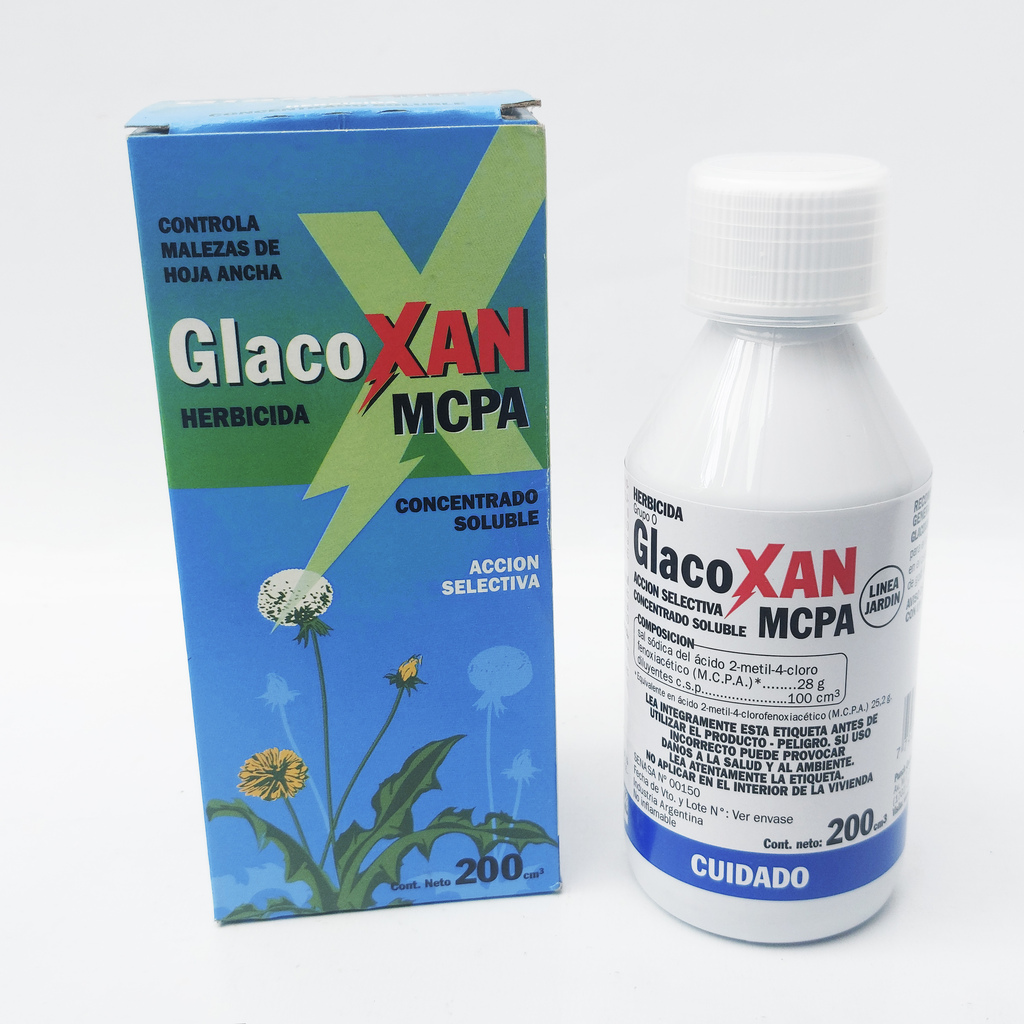 CONTROLA
MALEZAS DE
HOJA ANCHA
GlacoXAN
HERBICIDA
MCPA
CONCENTRADO
SOLUBLE
ACCION
SELECTIVA
Cont. Neto 200 cm³
HERBICIDA
Grupo O
GlacoXAN
ACCION SELECTIVA
CONCENTRADO SOLUBLE
MCPA
LINEA
JARDIN
COMPOSICION
sal sódica del ácido 2-metil-4-cloro
fenoxiacético (M.C.P.A.)*........28 g
diluyentes c.s.p.....................100 cm³
*Equivalente en ácido 2-metil-4-clorofenoxiacético (M.C.P.A.) 25,2 g.
LEA INTEGRAMENTE ESTA ETIQUETA ANTES DE
UTILIZAR EL PRODUCTO - PELIGRO. SU USO
INCORRECTO PUEDE PROVOCAR
DAÑOS A LA SALUD Y AL AMBIENTE.
LEA ATENTAMENTE LA ETIQUETA.
NO APLICAR EN EL INTERIOR DE LA VIVIENDA
SENASA N° 00150
Fecha de Vto. y Lote N°: Ver envase
Industria Argentina
No inflamable
Cont. neto: 200 cm³
CUIDADO